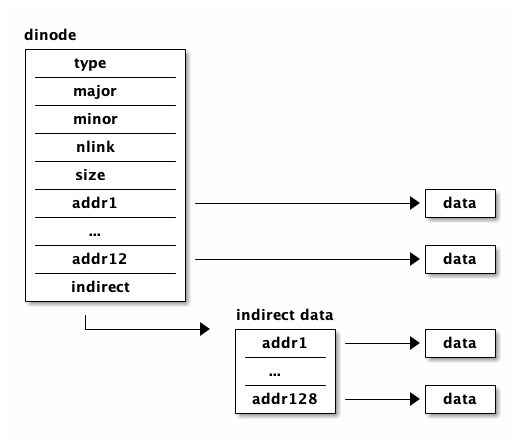 dinode
type
major
minor
nlink
size
addr1
data
...
addr12
data
indirect
indirect data
addr1
data
...
addr128
data